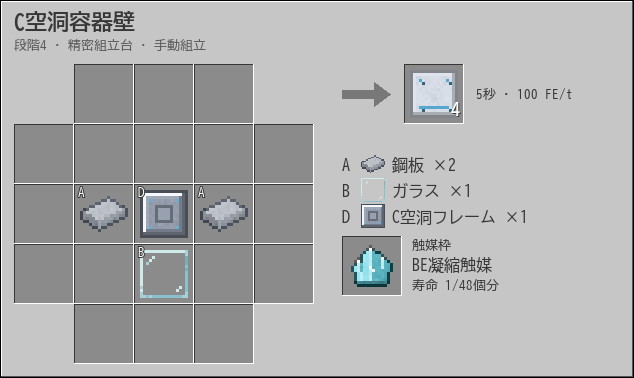 C空洞容器壁
段階4 · 精密組立台 · 手動組立
4
5秒 · 100 FE/t
A 鋼板 ×2
B ガラス ×1
D C空洞フレーム ×1
A
D
A
B
触媒枠
BE凝縮触媒
寿命 1/48個分